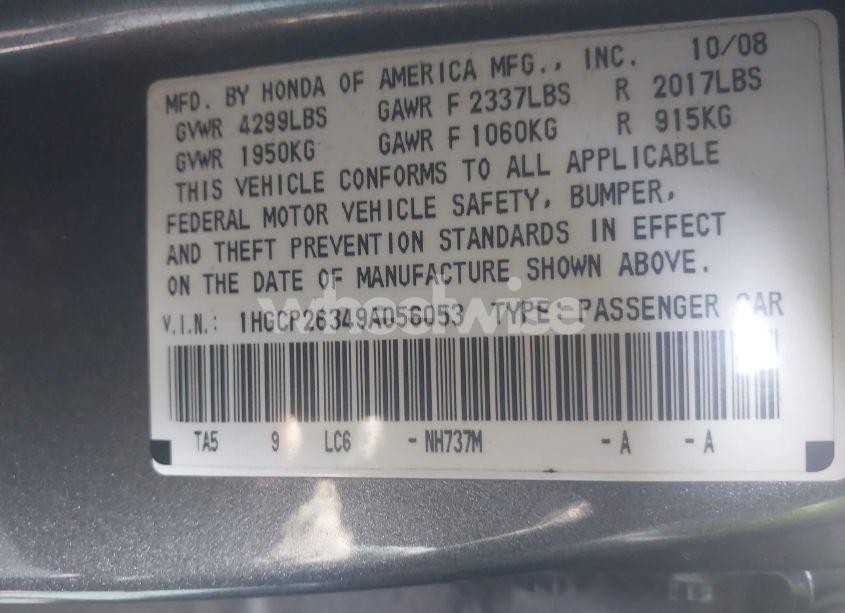 MFD. BY HONDA OF AMERICA MFG., INC. 10/08
GVWR 4299LBS GAWR F 2337LBS R 2017LBS
GVWR 1950KG GAWR F 1060KG R 915KG
THIS VEHICLE CONFORMS TO ALL APPLICABLE
FEDERAL MOTOR VEHICLE SAFETY, BUMPER,
AND THEFT PREVENTION STANDARDS IN EFFECT
ON THE DATE OF MANUFACTURE SHOWN ABOVE.
V.I.N.: 1HGCP26349A056053 TYPE: PASSENGER CAR
wheelwise
TA5 9 LC6 - NH737M - A - A